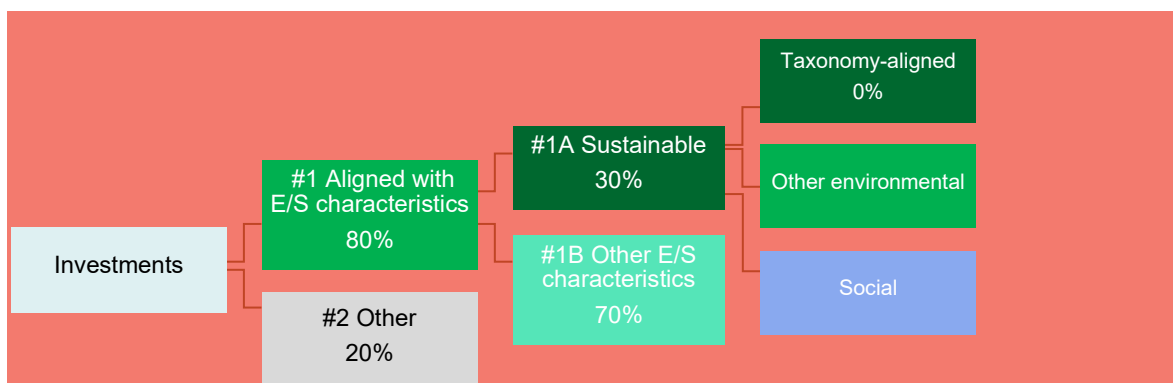 Investments
#1 Aligned with
E/S characteristics
80%
#2 Other
20%
#1A Sustainable
30%
#1B Other E/S
characteristics
70%
Taxonomy-aligned
0%
Other environmental
Social